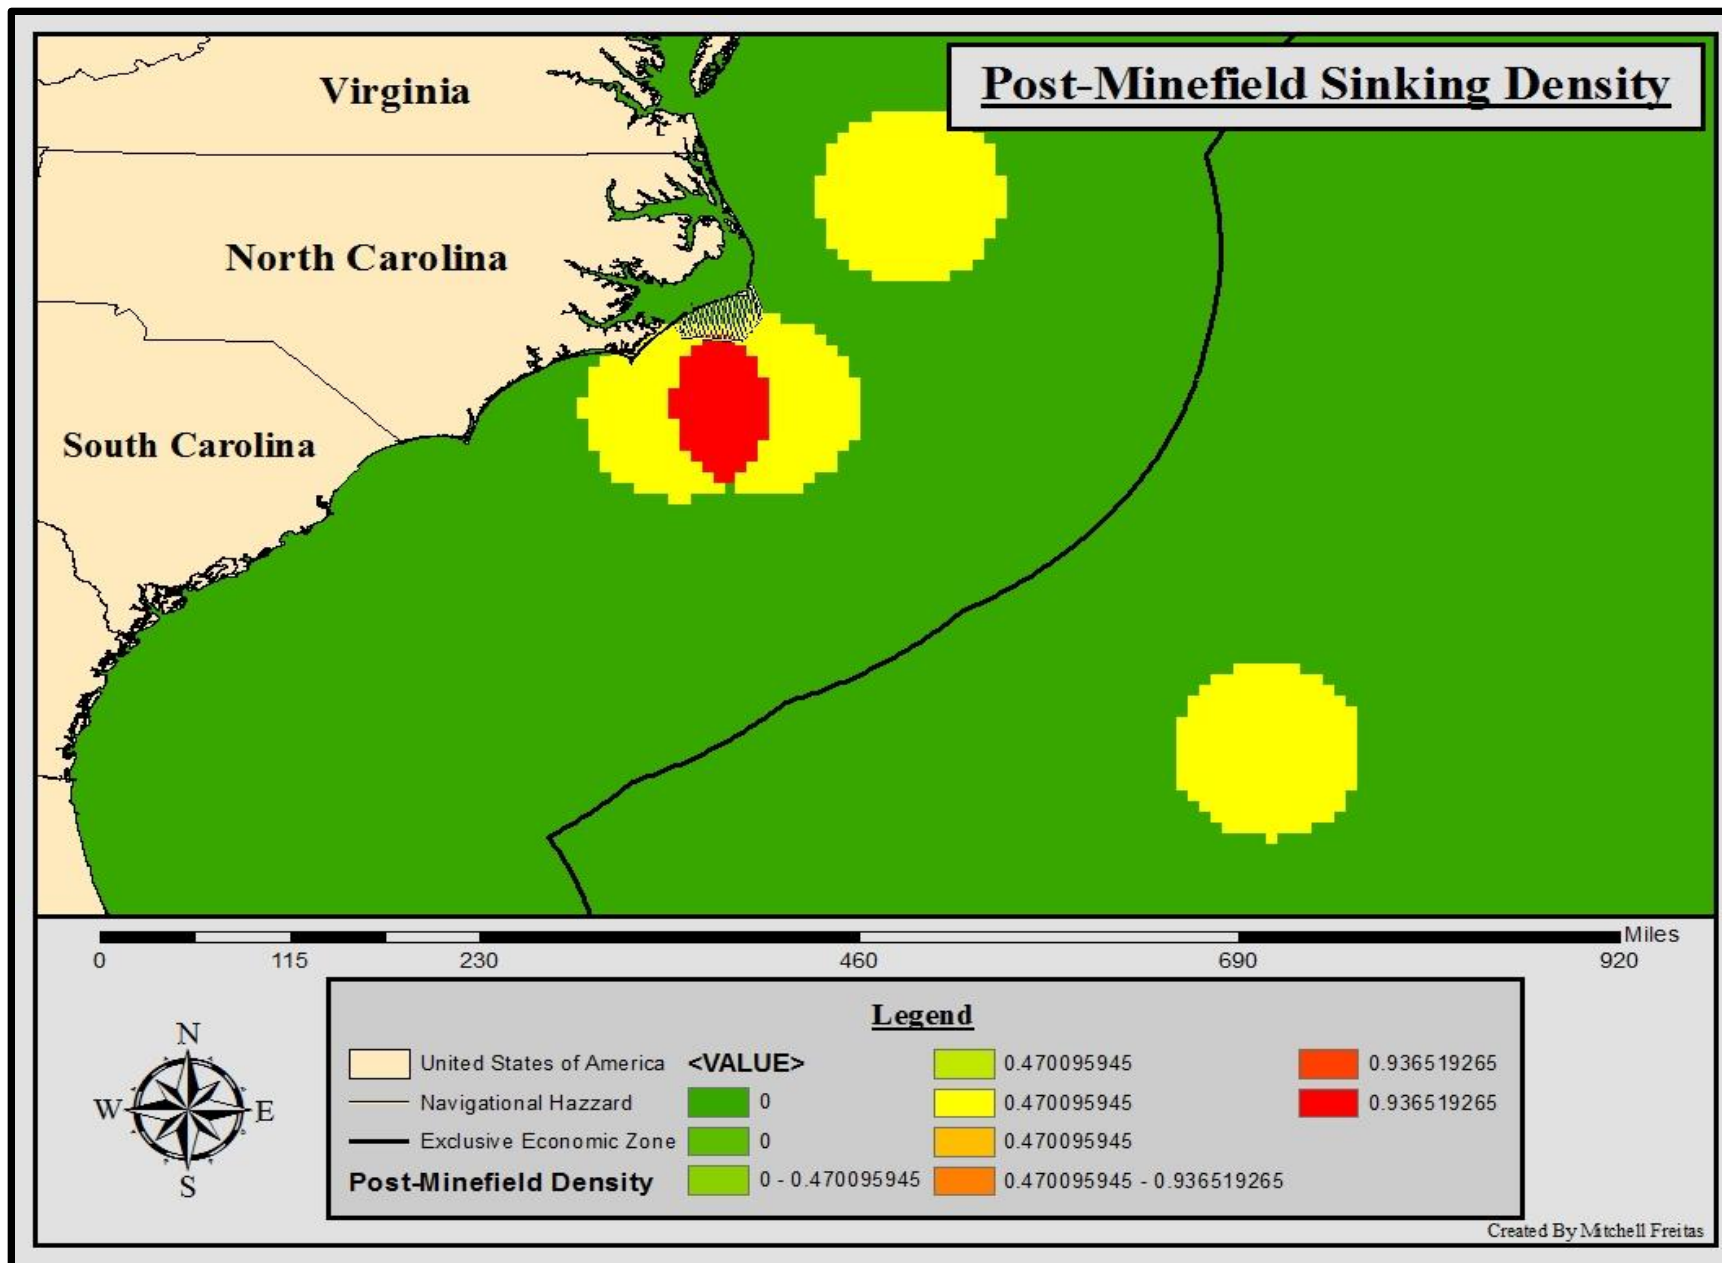 Post-Minefield Sinking Density
Virginia
North Carolina
South Carolina
Miles
0 115 230 460 690 920
Legend
United States of America
Navigational Hazzard
Exclusive Economic Zone
Post-Minefield Density
<VALUE>
0
0
0 - 0.470095945
0.470095945
0.470095945
0.470095945
0.470095945 - 0.936519265
0.936519265
0.936519265
N
W E
S
Created By Mitchell Freitas